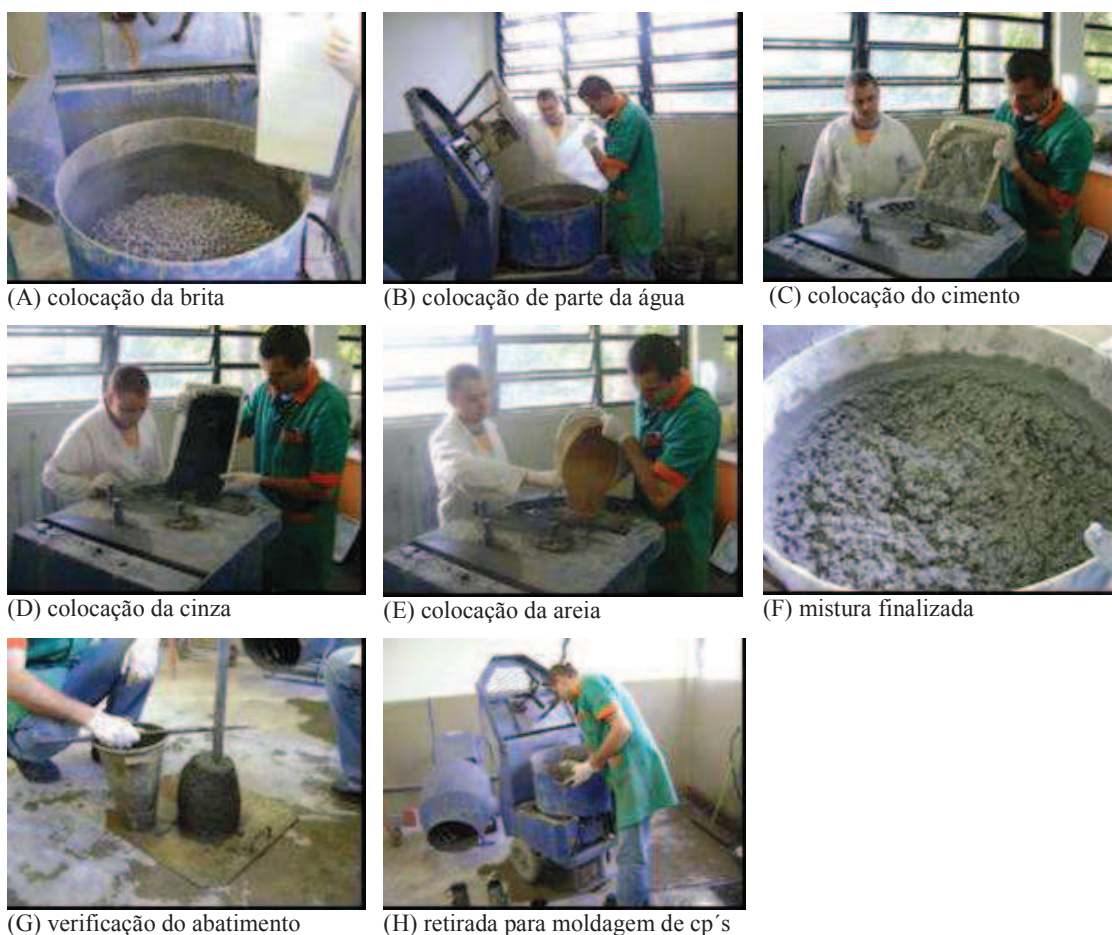 (A) colocação da brita
(B) colocação de parte da água
(C) colocação do cimento
(D) colocação da cinza
(E) colocação da areia
(F) mistura finalizada
(G) verificação do abatimento
(H) retirada para moldagem de cp´s